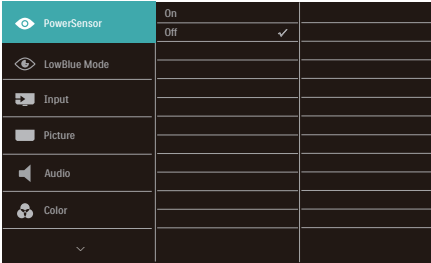 PowerSensor
On
Off
LowBlue Mode
Input
Picture
Audio
Color